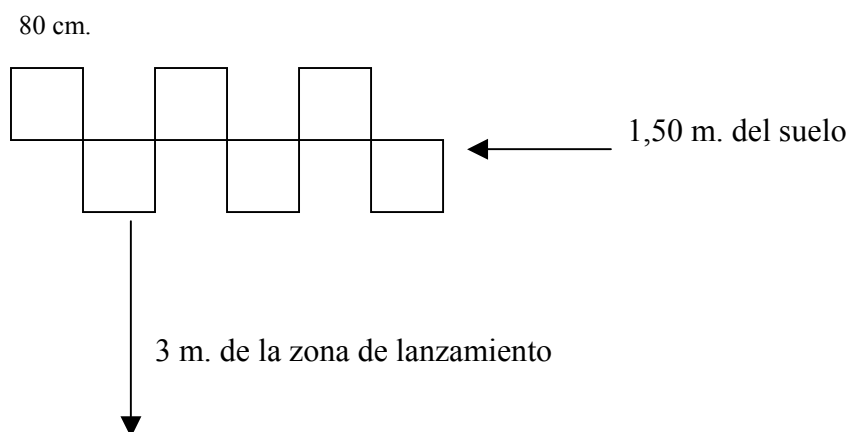 80 cm.
1,50 m. del suelo
3 m. de la zona de lanzamiento